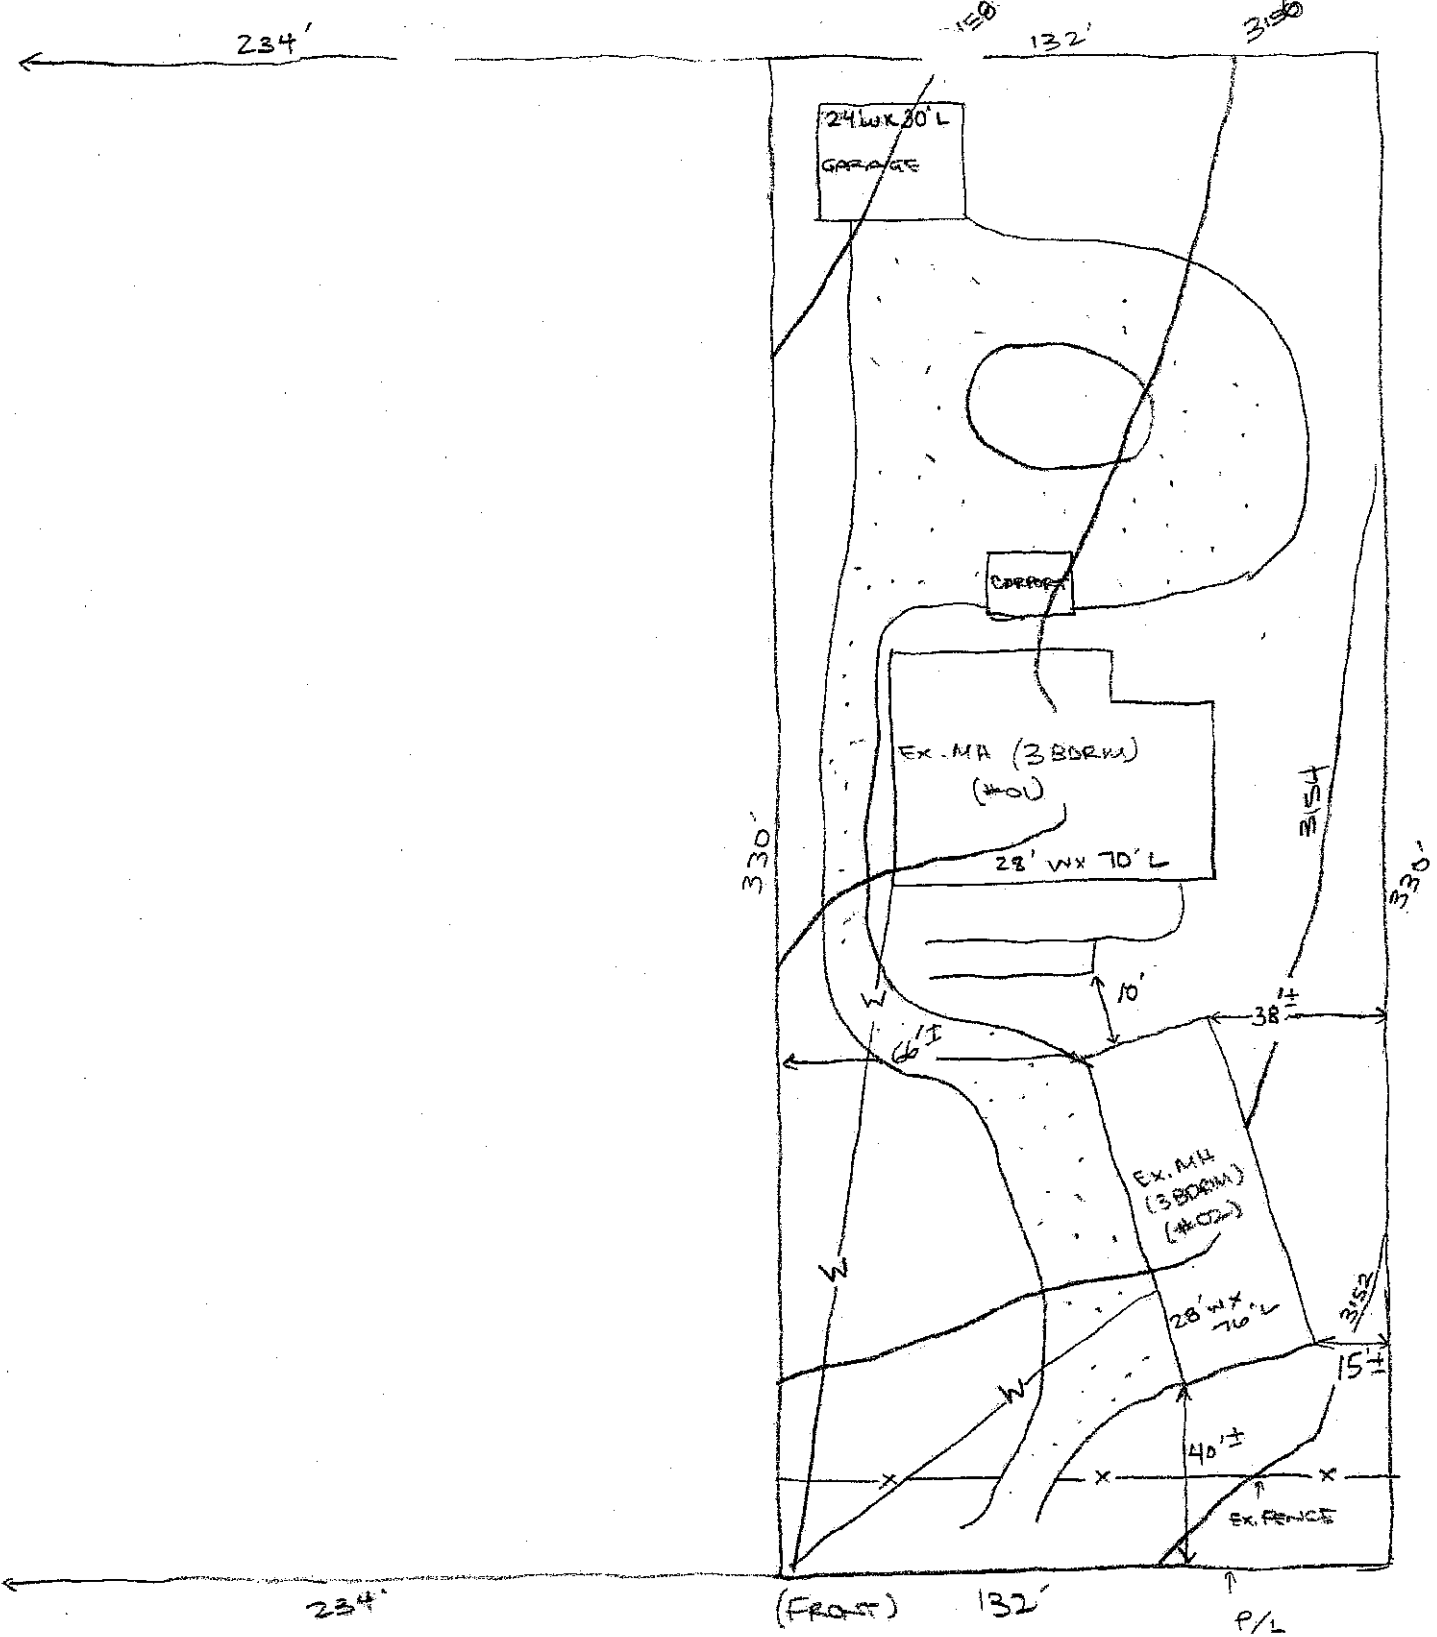 234'
132'
3150
24'W X 30' L
GARAGE
CARPORT
EX. MH (3 BDRM)
(#01)
28' W X 70' L
330'
3154
330'
10'
38'±
W
66'±
EX. MH
(3 BDRM)
(#02)
W
28' W X
76' L
3152
15'±
W
40'±
X
X
X
EX. FENCE
234'
(FRONT)
132'
P/L